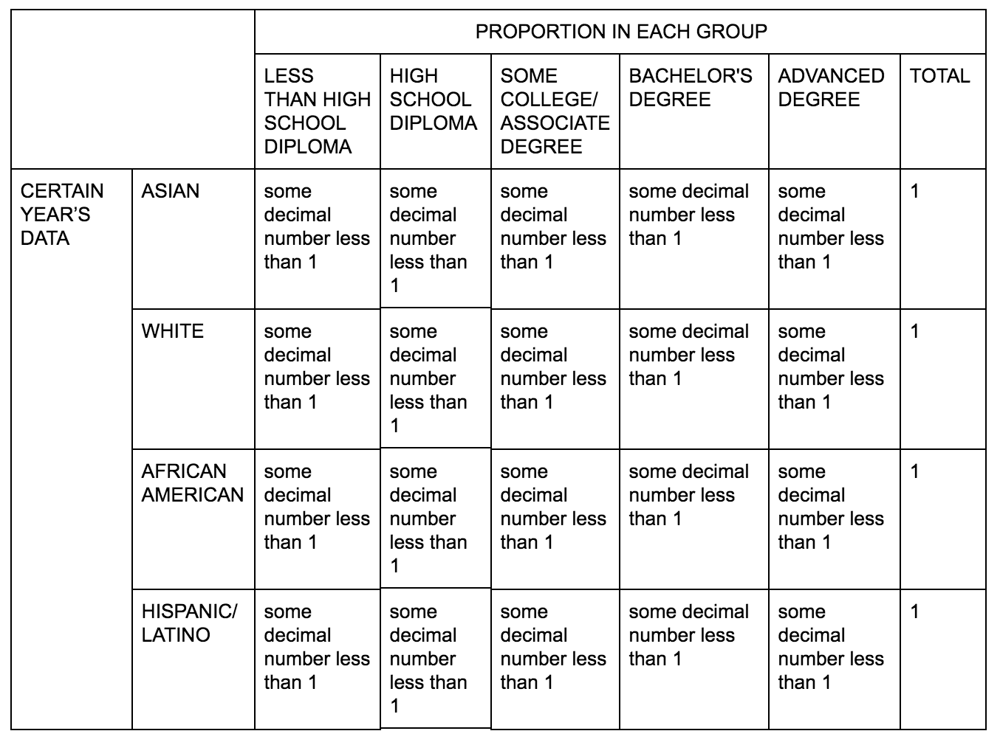 PROPORTION IN EACH GROUP
LESS
THAN HIGH
SCHOOL
DIPLOMA
HIGH
SCHOOL
DIPLOMA
SOME
COLLEGE/
ASSOCIATE
DEGREE
BACHELOR'S
DEGREE
ADVANCED
DEGREE
TOTAL
CERTAIN
YEAR’S
DATA
ASIAN
some
decimal
number less
than 1
some
decimal
number
less than
1
some
decimal
number less
than 1
some decimal
number less
than 1
some
decimal
number less
than 1
1
WHITE
some
decimal
number less
than 1
some
decimal
number
less than
1
some
decimal
number less
than 1
some decimal
number less
than 1
some
decimal
number less
than 1
1
AFRICAN
AMERICAN
some
decimal
number less
than 1
some
decimal
number
less than
1
some
decimal
number less
than 1
some decimal
number less
than 1
some
decimal
number less
than 1
1
HISPANIC/
LATINO
some
decimal
number less
than 1
some
decimal
number
less than
1
some
decimal
number less
than 1
some decimal
number less
than 1
some
decimal
number less
than 1
1